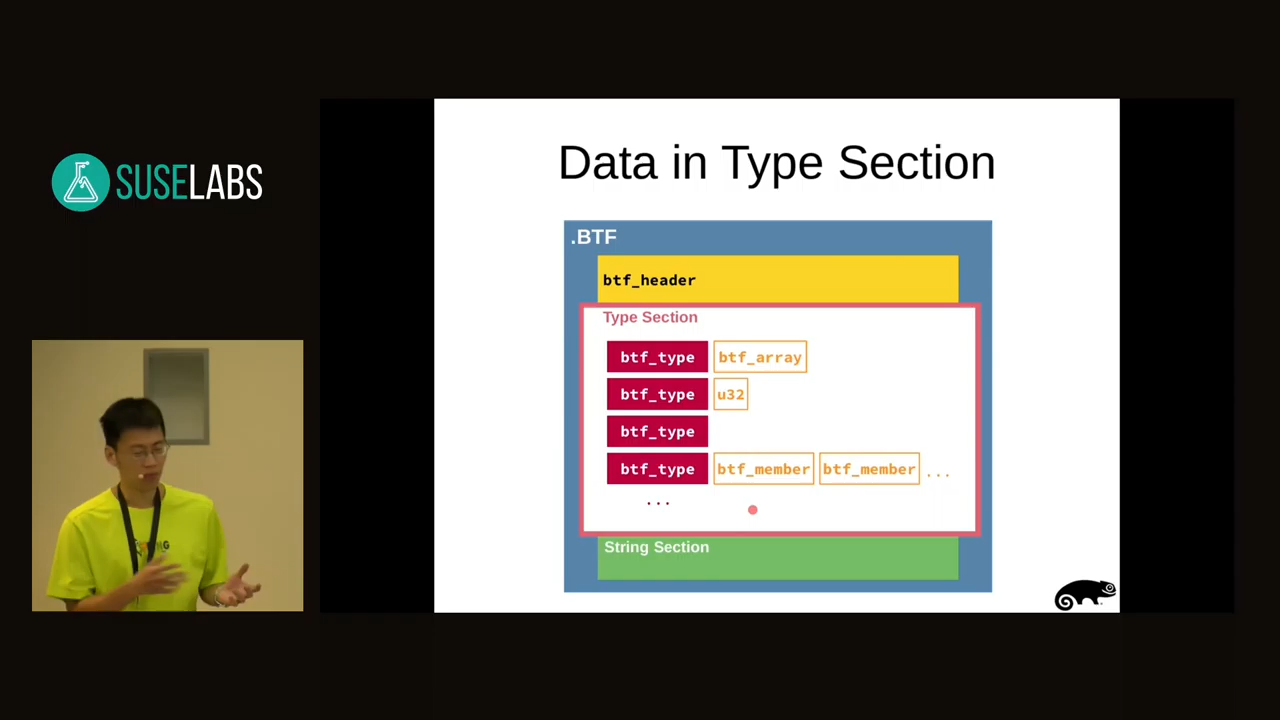 SUSELABS
Data in Type Section
.BTF
btf_header
Type Section
btf_type btf_array
btf_type u32
btf_type
btf_type btf_member btf_member ...
...
String Section